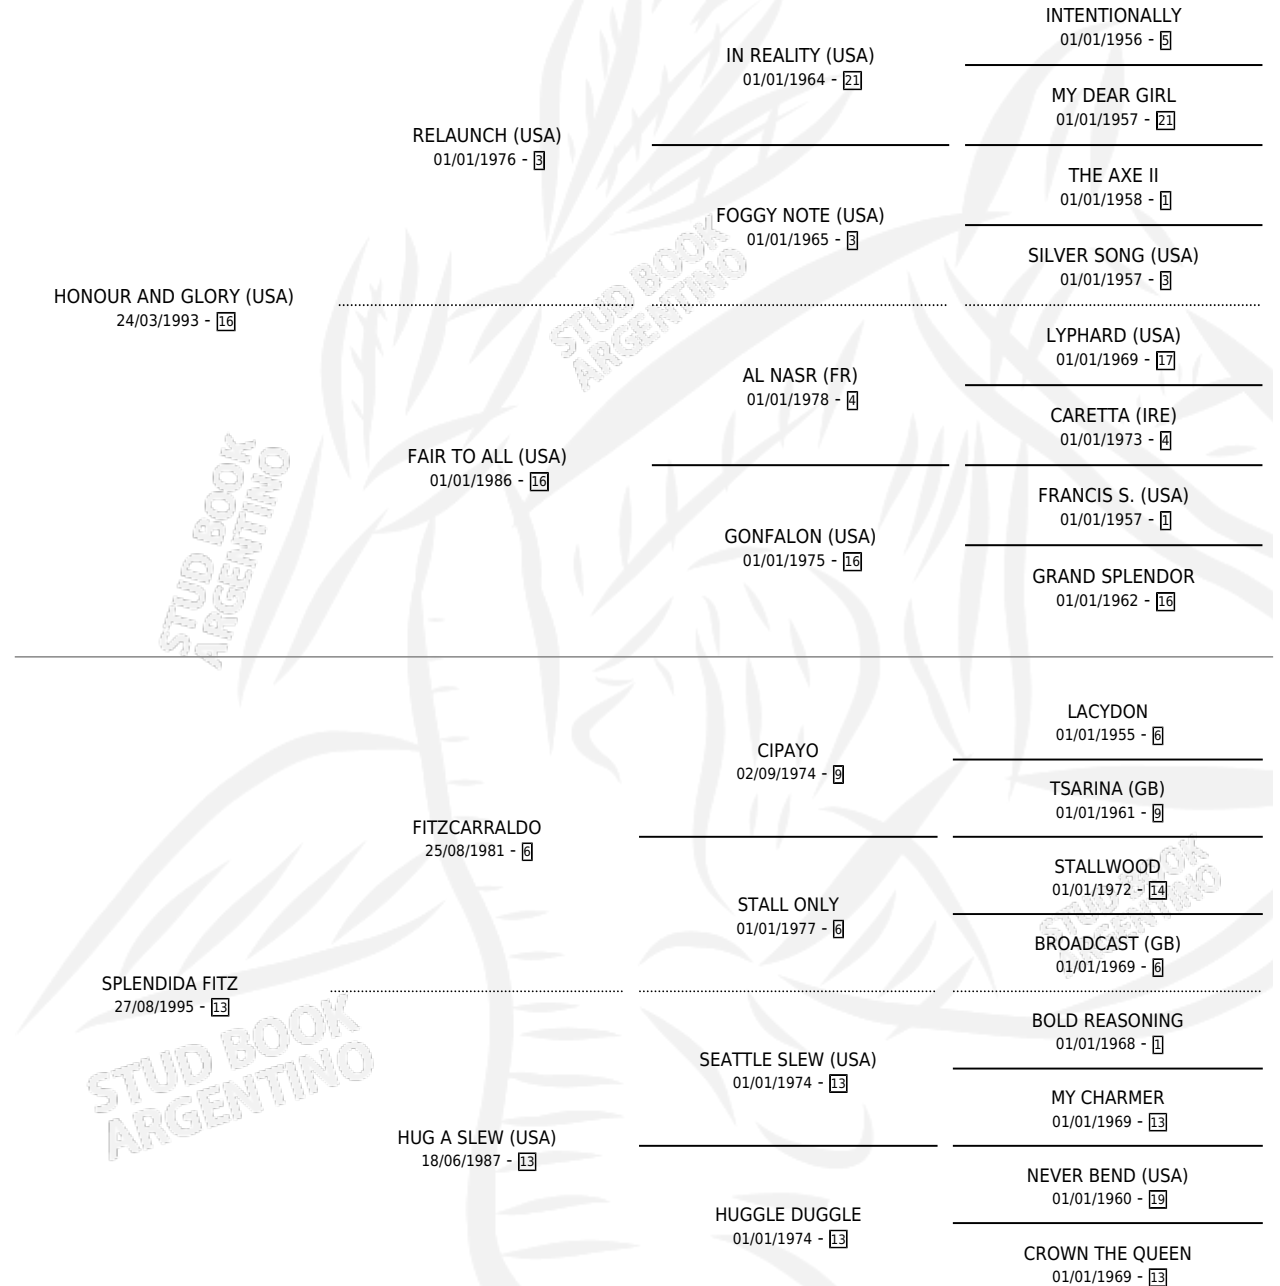 INTENTIONALLY
01/01/1956 - 5
IN REALITY (USA)
01/01/1964 - 21
MY DEAR GIRL
01/01/1957 - 21
RELAUNCH (USA)
01/01/1976 - 3
THE AXE II
01/01/1958 - 1
FOGGY NOTE (USA)
01/01/1965 - 3
SILVER SONG (USA)
01/01/1957 - 3
HONOUR AND GLORY (USA)
24/03/1993 - 16
LYPHARD (USA)
01/01/1969 - 17
AL NASR (FR)
01/01/1978 - 4
CARETTA (IRE)
01/01/1973 - 4
FAIR TO ALL (USA)
01/01/1986 - 16
FRANCIS S. (USA)
01/01/1957 - 1
GONFALON (USA)
01/01/1975 - 16
GRAND SPLENDOR
01/01/1962 - 16
LACYDON
01/01/1955 - 6
CIPAYO
02/09/1974 - 9
TSARINA (GB)
01/01/1961 - 9
FITZCARRALDO
25/08/1981 - 6
STALLWOOD
01/01/1972 - 14
STALL ONLY
01/01/1977 - 6
BROADCAST (GB)
01/01/1969 - 6
SPLENDIDA FITZ
27/08/1995 - 13
BOLD REASONING
01/01/1968 - 1
SEATTLE SLEW (USA)
01/01/1974 - 13
MY CHARMER
01/01/1969 - 13
HUG A SLEW (USA)
18/06/1987 - 13
NEVER BEND (USA)
01/01/1960 - 19
HUGGLE DUGGLE
01/01/1974 - 13
CROWN THE QUEEN
01/01/1969 - 13
STUD BOOK
ARGENTINO
STUD BOOK
ARGENTINO
STUD BOOK
ARGENTINO
STUD BOOK
ARGENTINO